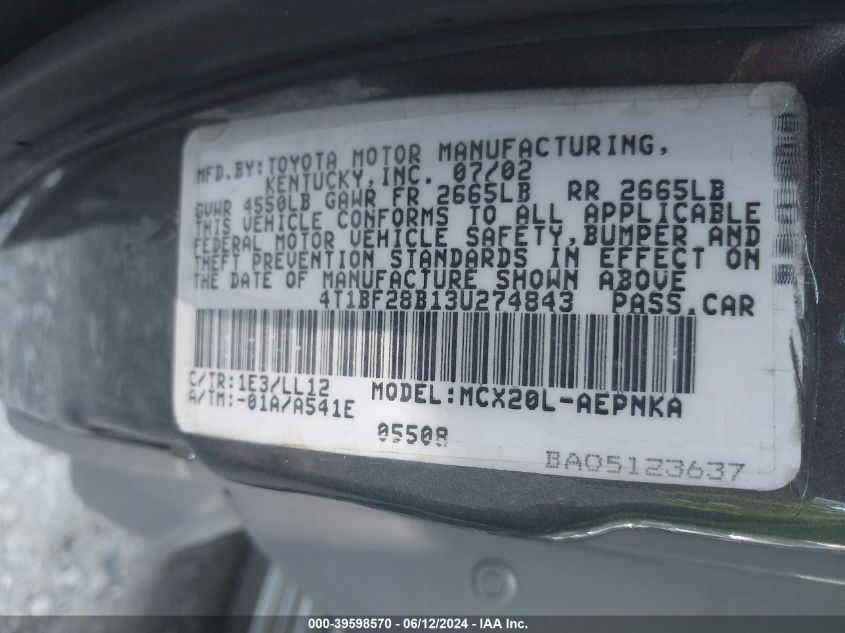 MFD.BY:TOYOTA MOTOR MANUFACTURING,
KENTUCKY,INC. 07/02
GVWR 4550LB GAWR FR 2665LB RR 2665LB
THIS VEHICLE CONFORMS TO ALL APPLICABLE
FEDERAL MOTOR VEHICLE SAFETY,BUMPER AND
THEFT PREVENTION STANDARDS IN EFFECT ON
THE DATE OF MANUFACTURE SHOWN ABOVE
4T1BF28B13U274843 PASS.CAR
C/TR:1E3/LL12 MODEL:MCX20L-AEPNKA
A/TM:-01A/A541E
05508
BA05123637
000-39598570 - 06/12/2024 - IAA Inc.